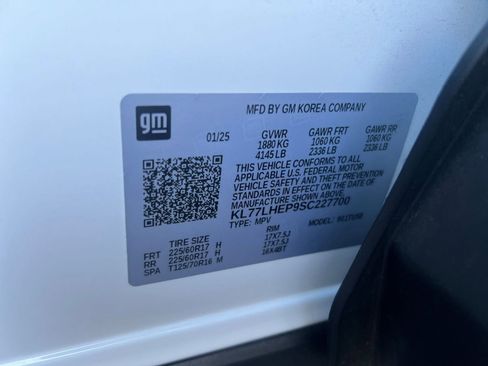 gm
MFD BY GM KOREA COMPANY
01/25 GVWR GAWR FRT GAWR RR
1880 KG 1060 KG 1060 KG
4145 LB 2336 LB 2336 LB
THIS VEHICLE CONFORMS TO ALL
APPLICABLE U.S. FEDERAL MOTOR
VEHICLE SAFETY AND THEFT PREVENTION
STANDARDS IN EFFECT ON THE DATE OF
MANUFACTURE SHOWN ABOVE.
KL77LHEP9SC227700
TYPE: MPV MODEL:
TIRE SIZE RIM
FRT 225/60R17 H 17X7.5J
RR 225/60R17 H 17X7.5J
SPA T125/70R16 M 16X4BT